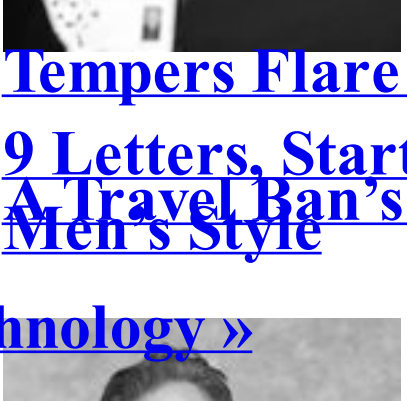 Tempers Flare
9 Letters, Start
A Travel Ban’s
Men’s Style
hnology »